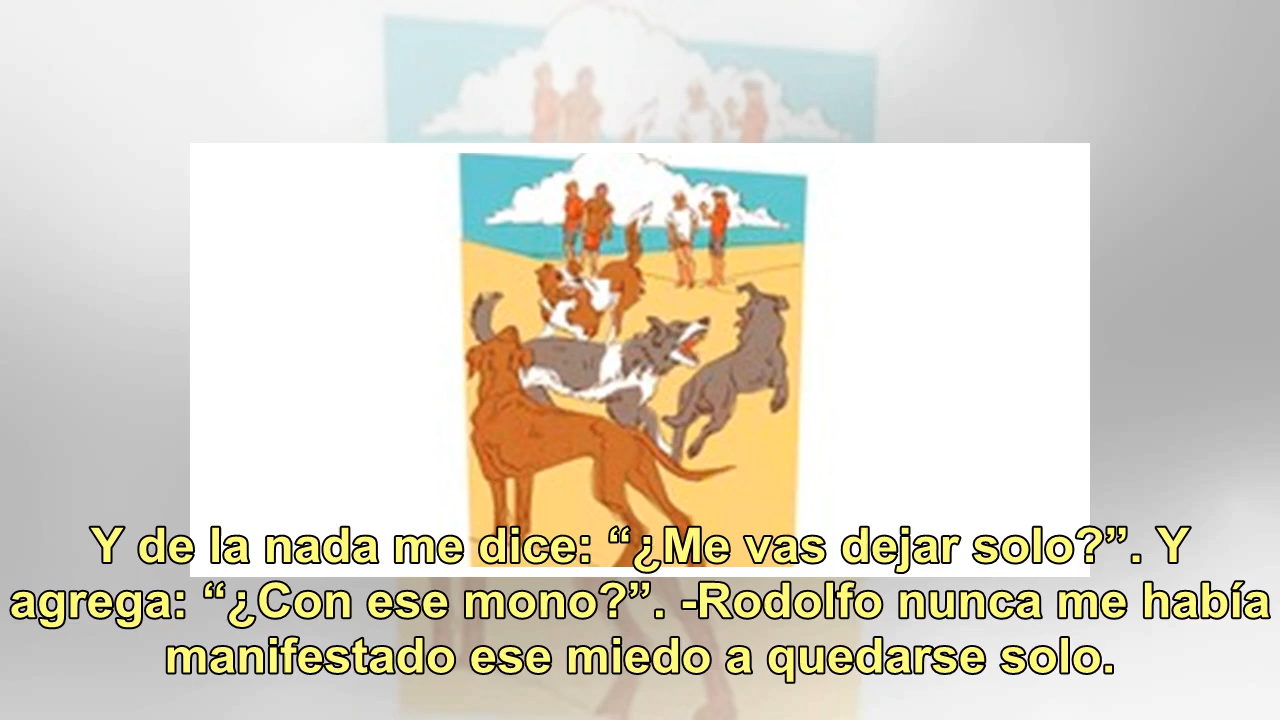 Y de la nada me dice: “¿Me vas dejar solo?”. Y
agrega: “¿Con ese mono?”. -Rodolfo nunca me había
manifestado ese miedo a quedarse solo.